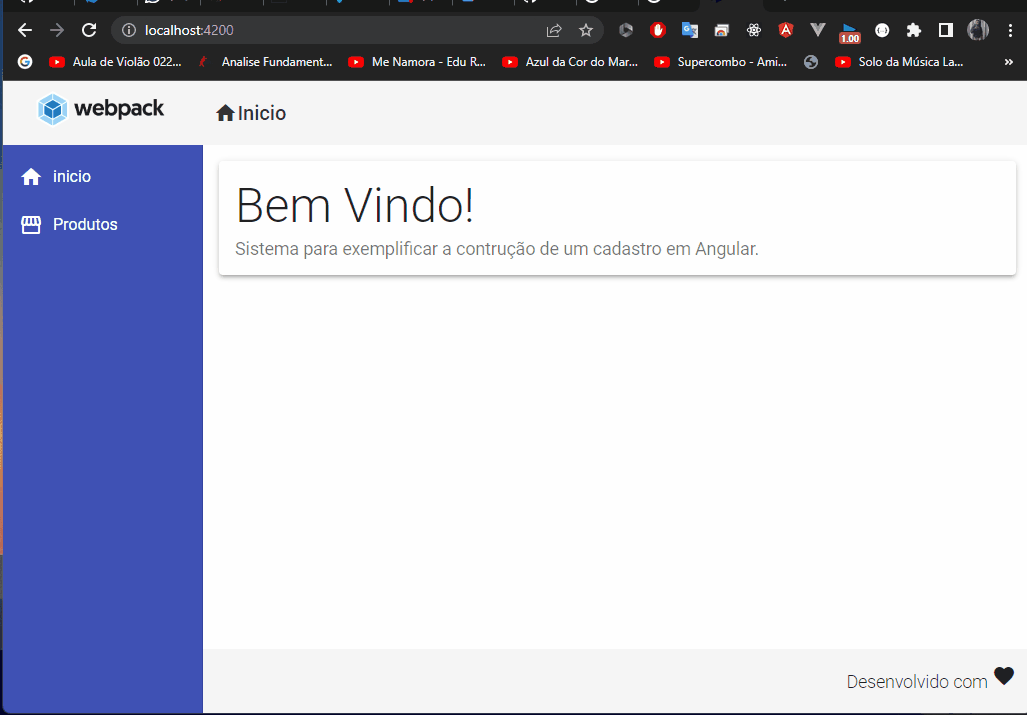 localhost:4200
1.00
Aula de Violão 022... Analise Fundament... Me Namora - Edu R... Azul da Cor do Mar... Supercombo - Ami... Solo da Música La... »
webpack Inicio
inicio
Produtos
Bem Vindo!
Sistema para exemplificar a contrução de um cadastro em Angular.
Desenvolvido com